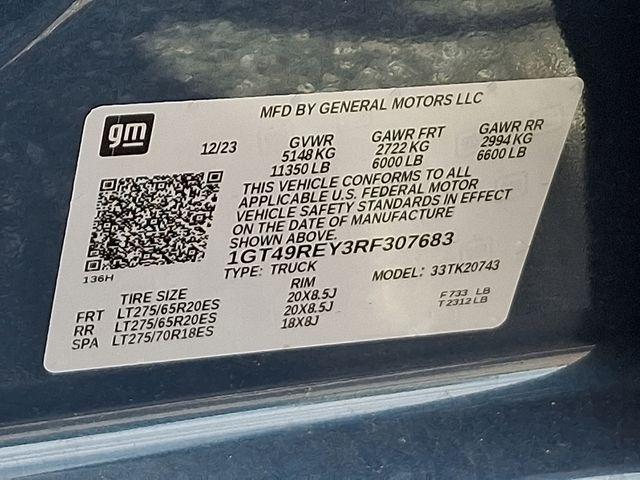 MFD BY GENERAL MOTORS LLC
gm
12/23 GVWR GAWR FRT GAWR RR
5148 KG 2722 KG 2994 KG
11350 LB 6000 LB 6600 LB
THIS VEHICLE CONFORMS TO ALL
APPLICABLE U.S. FEDERAL MOTOR
VEHICLE SAFETY STANDARDS IN EFFECT
ON THE DATE OF MANUFACTURE
SHOWN ABOVE.
1GT49REY3RF307683
136H
TYPE: TRUCK MODEL: 33TK20743
TIRE SIZE RIM
FRT LT275/65R20ES 20X8.5J F 733 LB
RR LT275/65R20ES 20X8.5J T 2312 LB
SPA LT275/70R18ES 18X8J